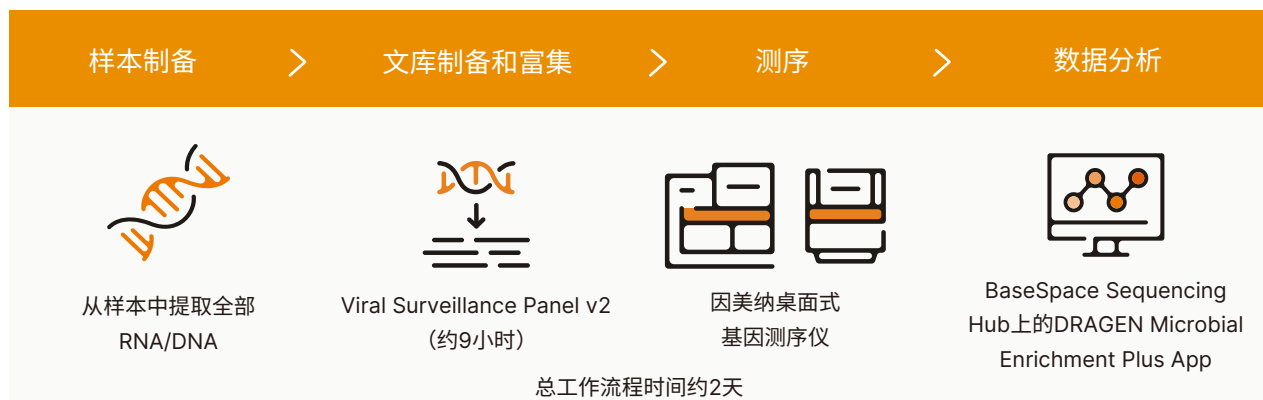 样本制备
文库制备和富集
测序
数据分析
从样本中提取全部
RNA/DNA
Viral Surveillance Panel v2
（约9小时）
因美纳桌面式
基因测序仪
BaseSpace Sequencing
Hub上的DRAGEN Microbial
Enrichment Plus App
总工作流程时间约2天